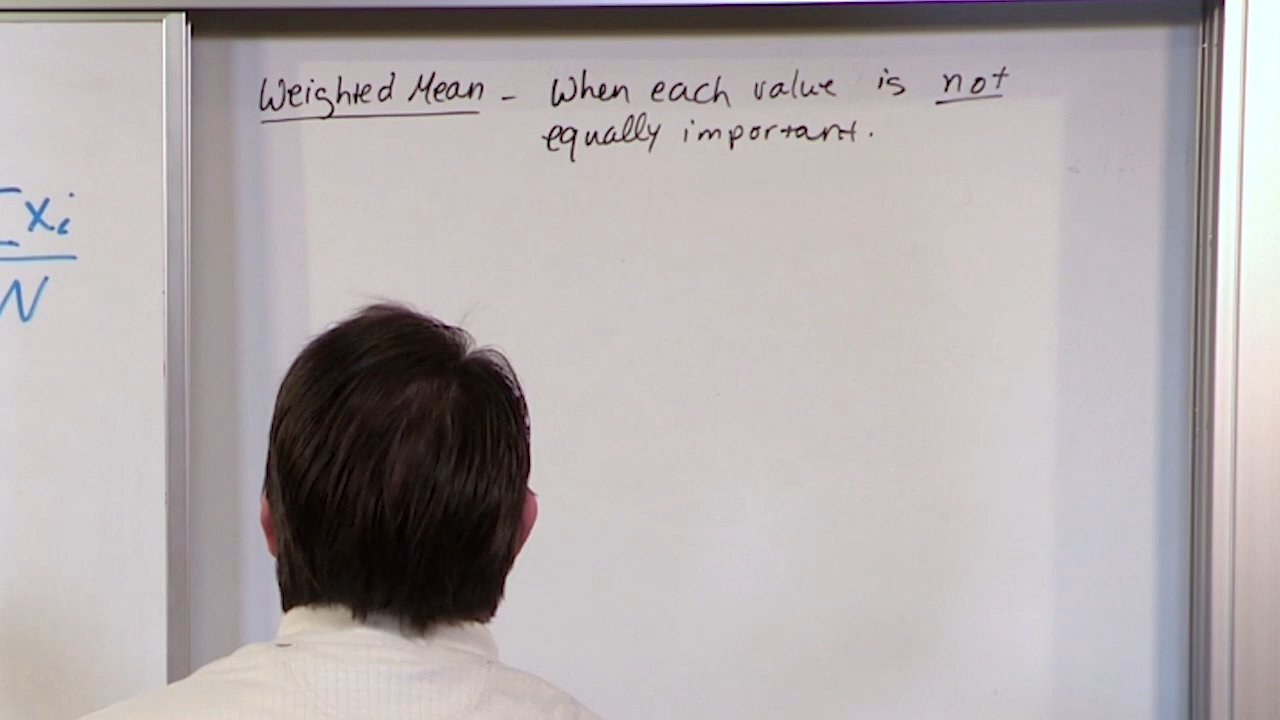 Weighted Mean - When each value is not
equally important.
Σxi
N